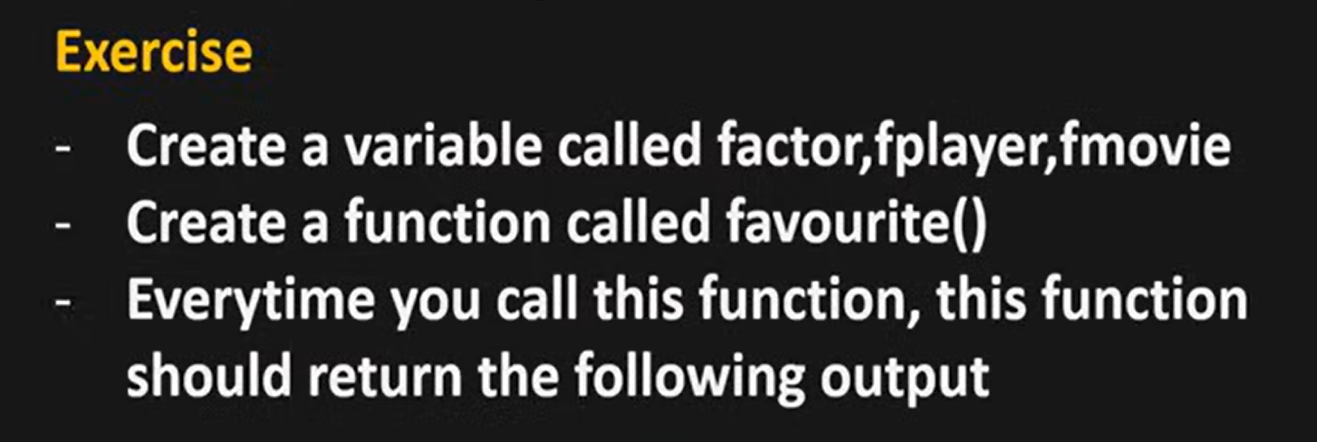 Exercise
- Create a variable called factor,fplayer,fmovie
- Create a function called favourite()
- Everytime you call this function, this function
should return the following output